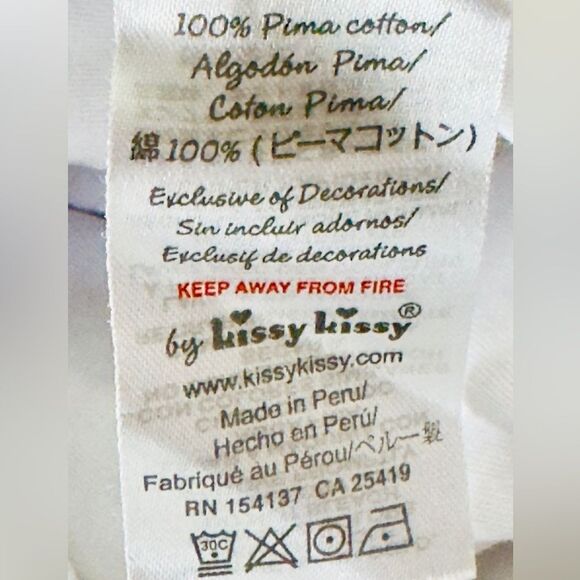 100% Pima cotton/
Algodón Pima/
Coton Pima/
綿100% (ピーマコットン)
Exclusive of Decorations/
Sin incluir adornos/
Exclusif de decorations
KEEP AWAY FROM FIRE
by kissy kissy®
www.kissykissy.com
Made in Peru/
Hecho en Perú/
Fabriqué au Pérou/ペルー製
RN 154137 CA 25419
30C